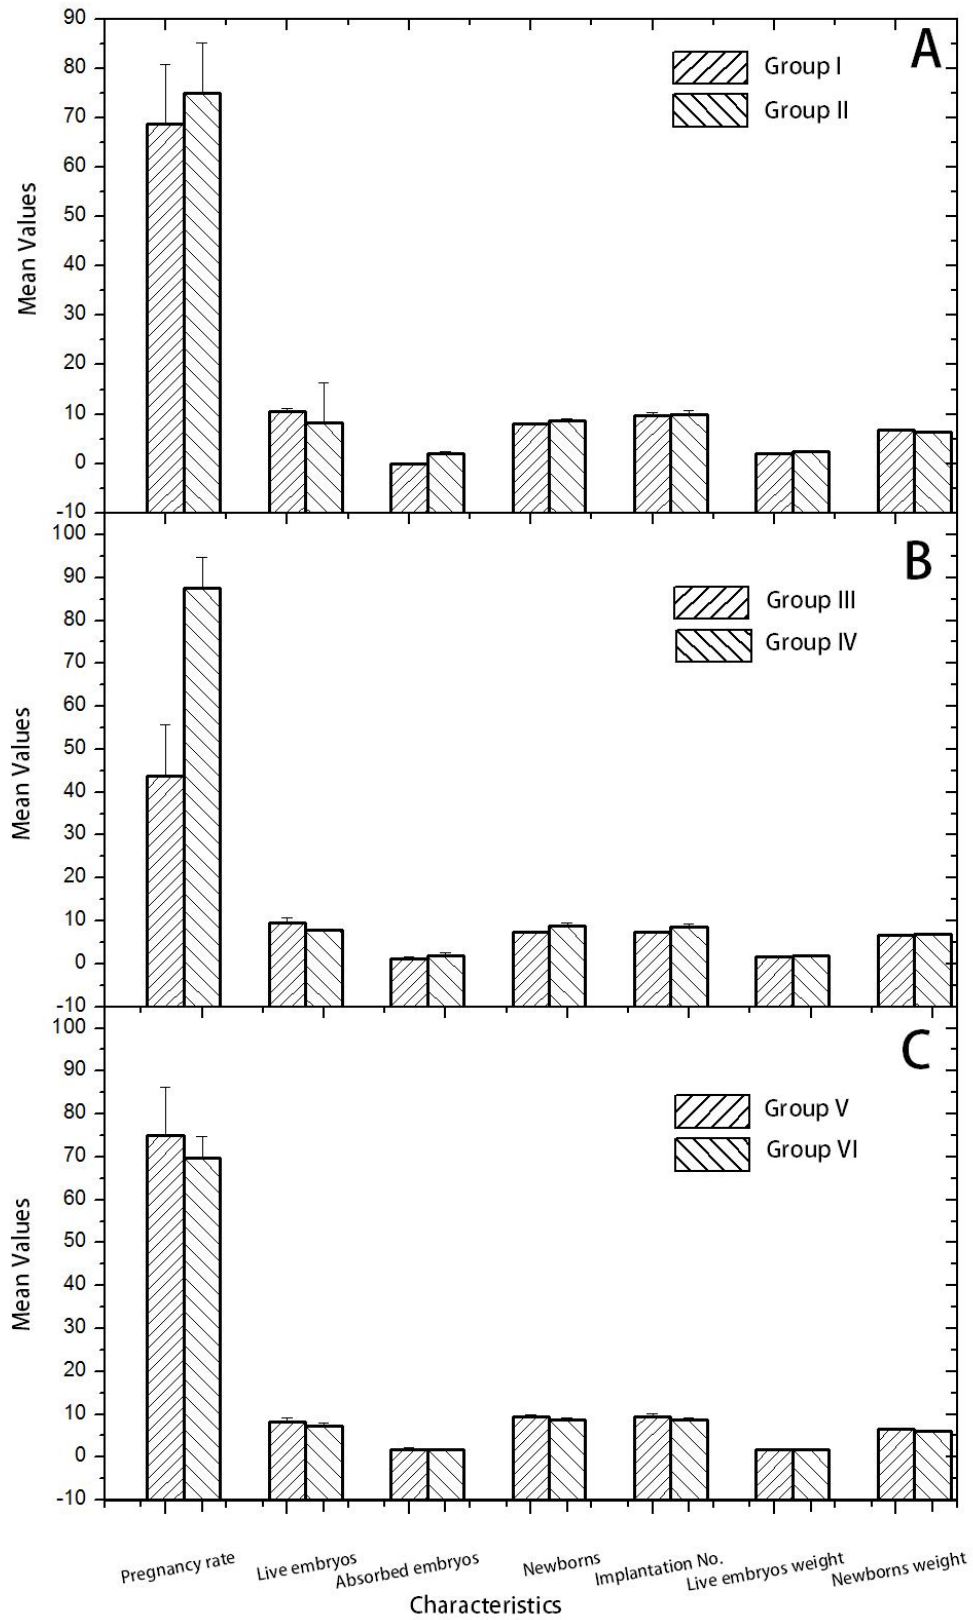 A
Group I
Group II
90
80
70
60
50
40
30
20
10
0
-10
Mean Values
B
Group III
Group IV
100
90
80
70
60
50
40
30
20
10
0
-10
Mean Values
C
Group V
Group VI
100
90
80
70
60
50
40
30
20
10
0
-10
Mean Values
Pregnancy rate
Live embryos
Absorbed embryos
Newborns
Implantation No.
Live embryos weight
Newborns weight
Characteristics